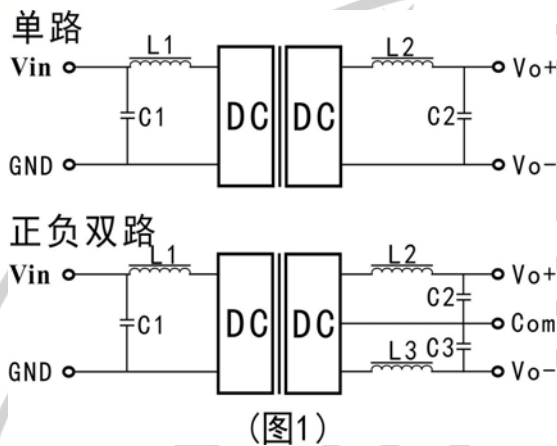 单路
Vin L1 L2 Vo+
C1 DC DC C2
GND Vo-
正负双路
Vin L1 L2 Vo+
C2
C1 DC DC Com
L3 C3
GND Vo-
(图1)